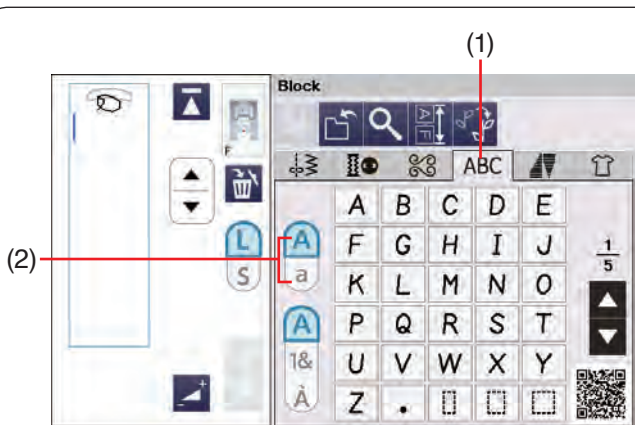 (1)
Block
A F
F
ABC
A B C D E
(2)
L
S
A
a
F G H I J
1
5
K L M N O
A
1&
À
P Q R S T
U V W X Y
Z .